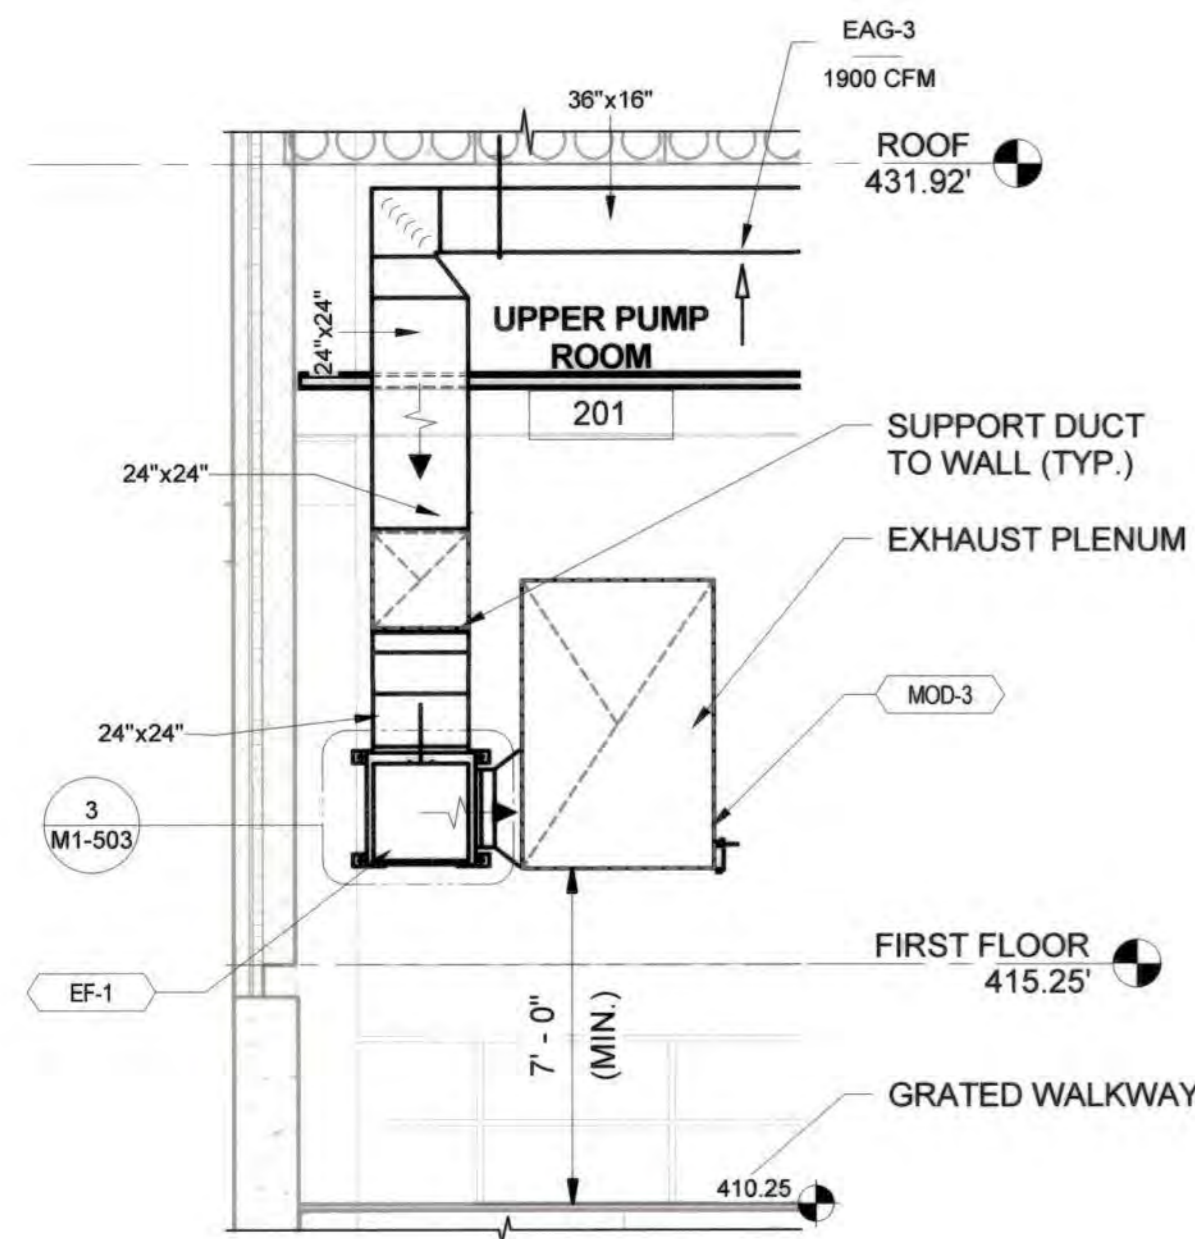 EAG-3
1900 CFM
36"x16"
ROOF
431.92'
24"x24"
UPPER PUMP
ROOM
201
24"x24"
SUPPORT DUCT
TO WALL (TYP.)
EXHAUST PLENUM
MOD-3
24"x24"
3
M1-503
FIRST FLOOR
415.25'
EF-1
7' - 0"
(MIN.)
GRATED WALKWAY
410.25